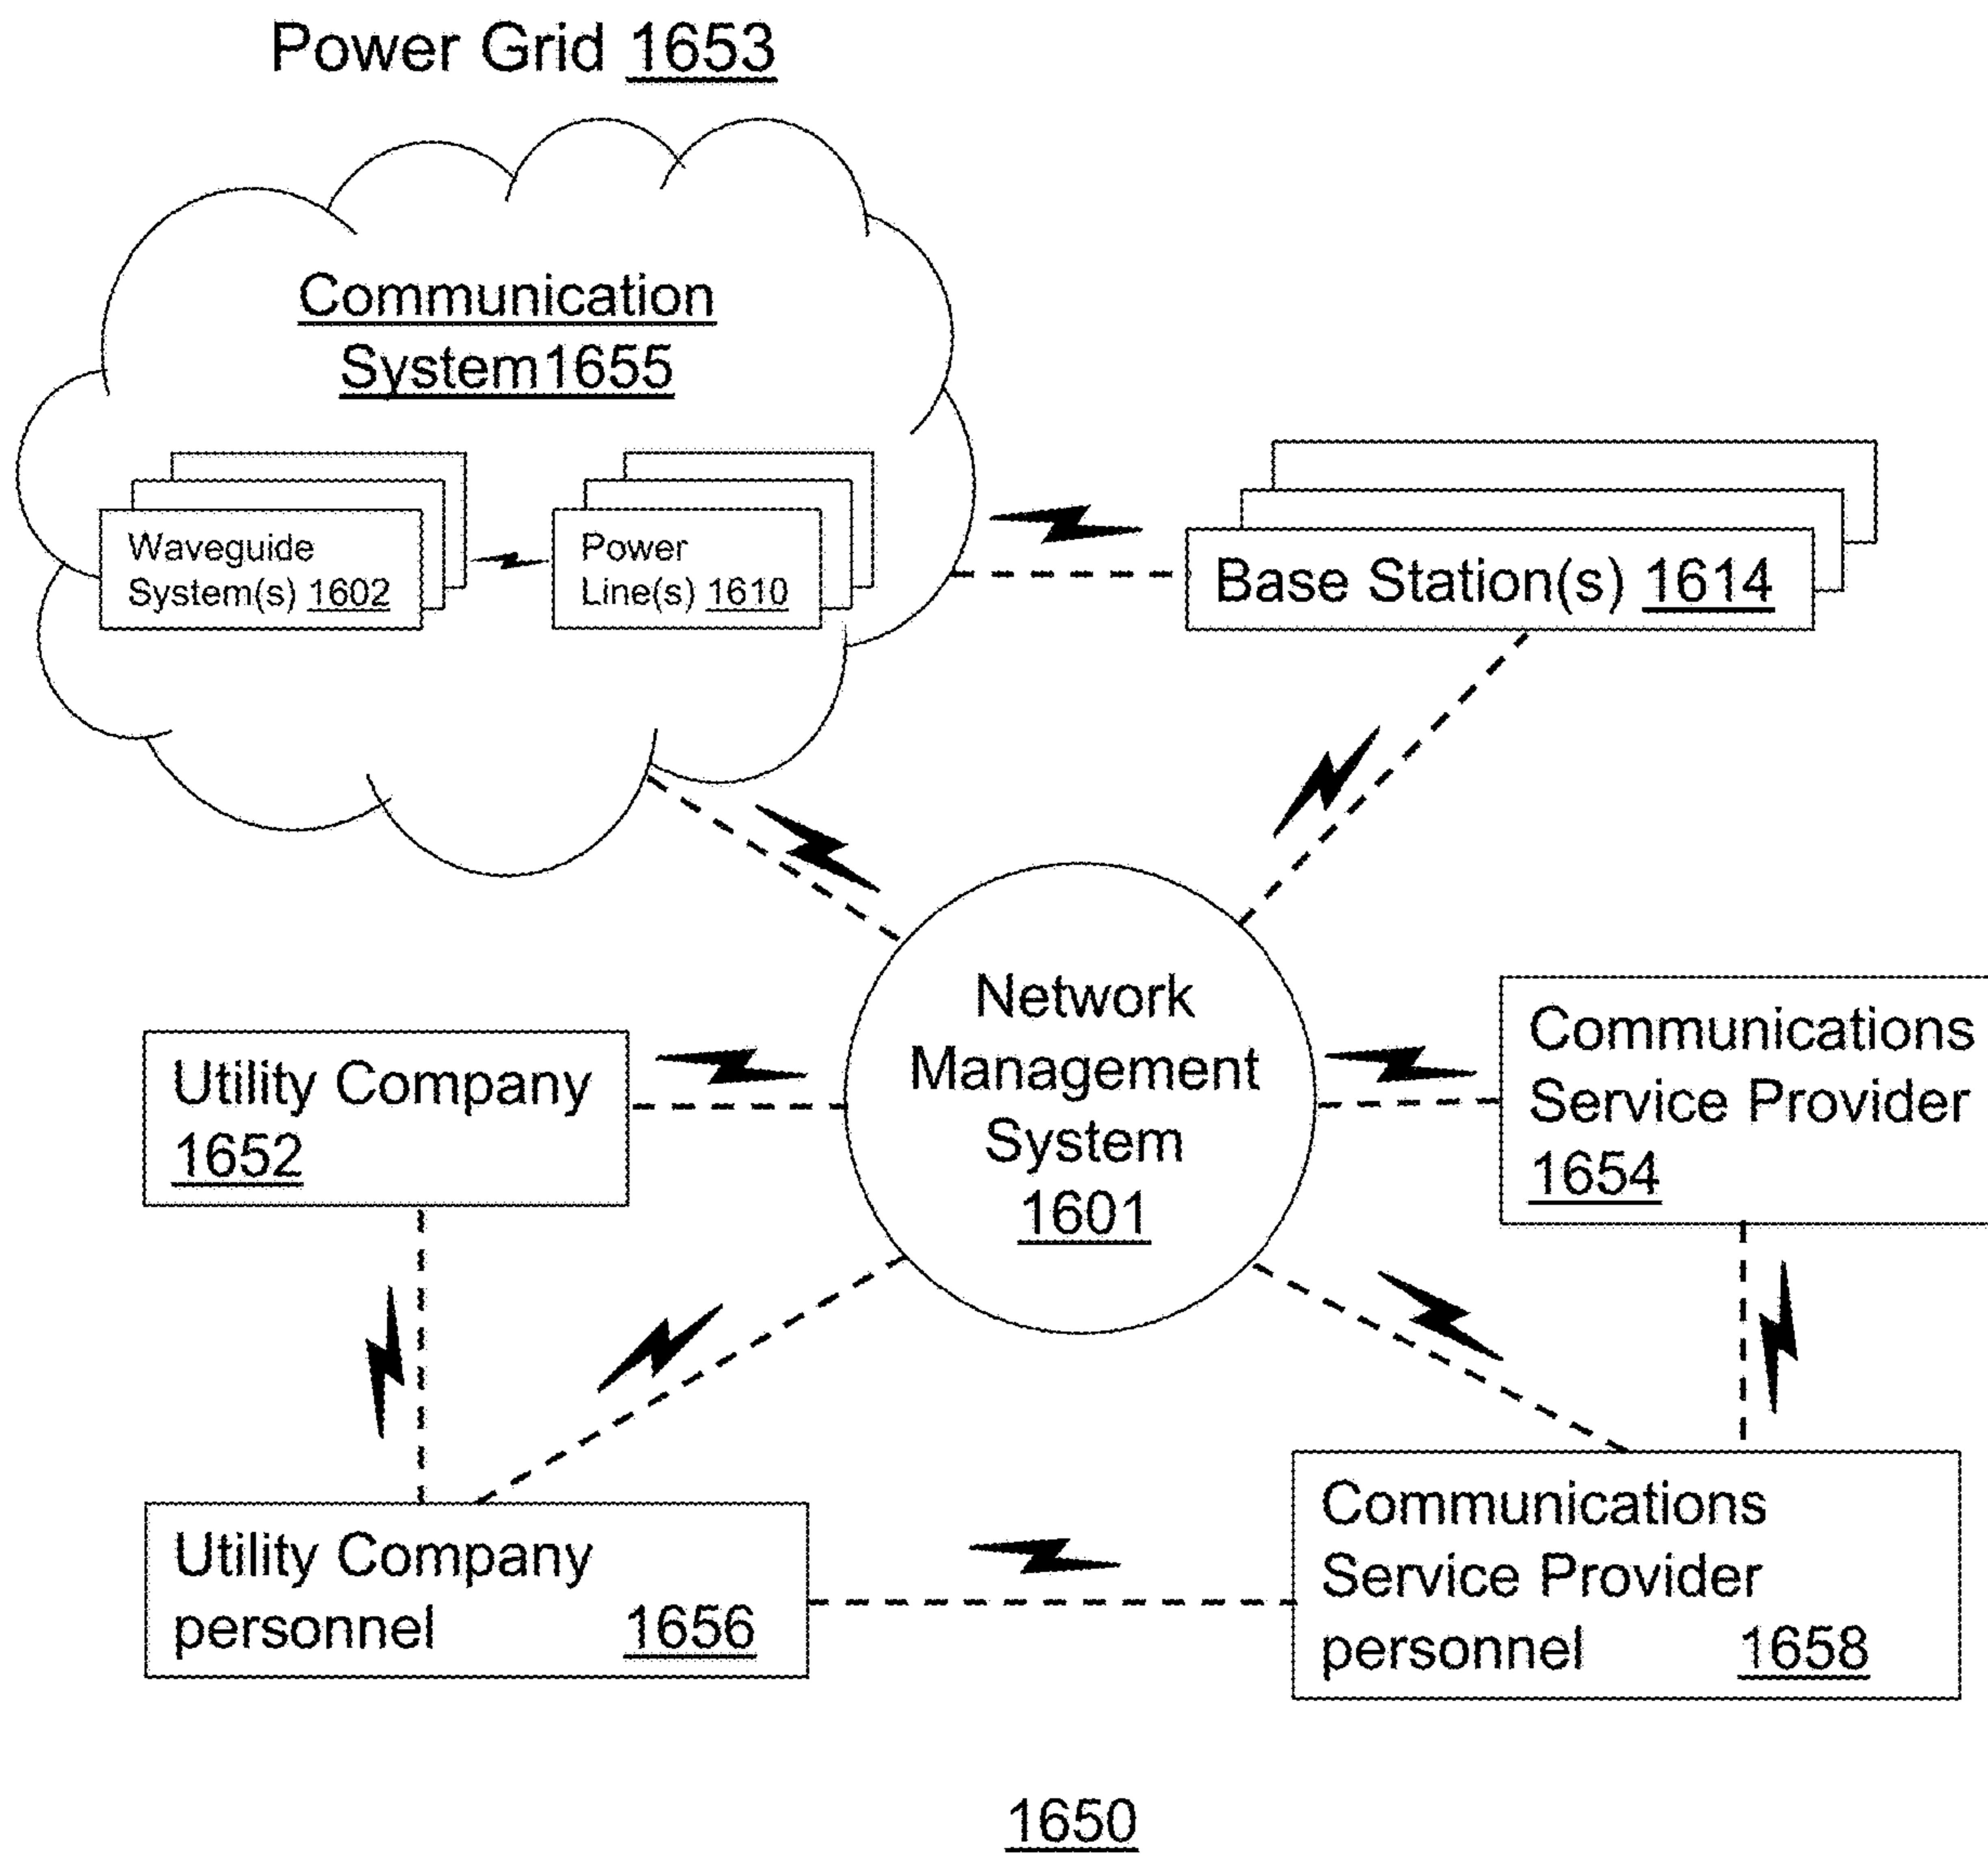 Power Grid 1653
Communication
System1655
Waveguide
System(s) 1602
Power
Line(s) 1610
Base Station(s) 1614
Network
Management
System
1601
Utility Company
1652
Communications
Service Provider
1654
Utility Company
personnel 1656
Communications
Service Provider
personnel 1658
1650